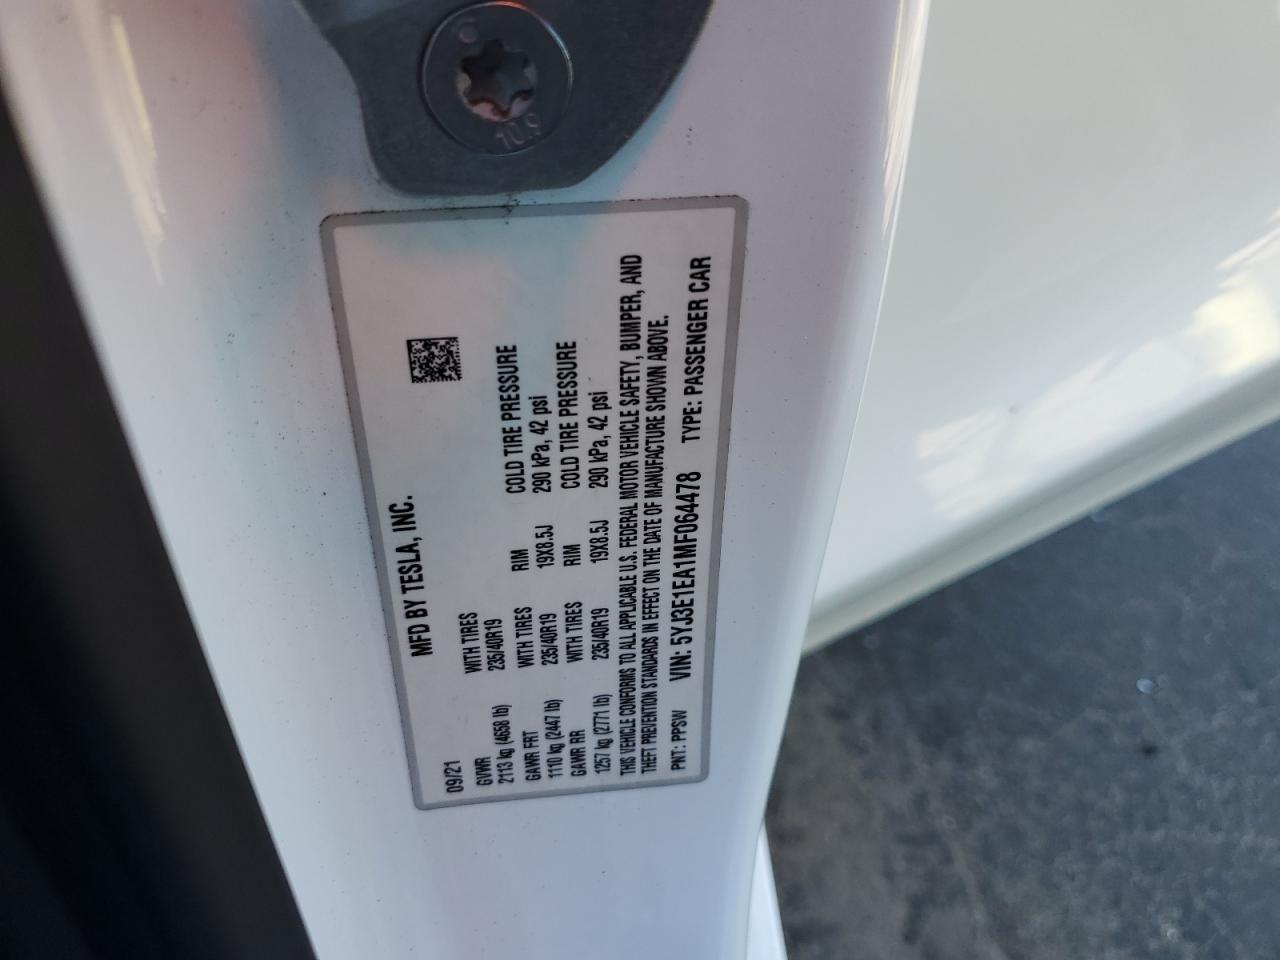 6
10.9
MFD BY TESLA, INC.
09/21
GVWR WITH TIRES
2113 kg (4658 lb) 235/40R19
COLD TIRE PRESSURE
GAWR FRT WITH TIRES RIM 290 kPa, 42 psi
1110 kg (2447 lb) 235/40R19 19X8.5J
COLD TIRE PRESSURE
GAWR RR WITH TIRES RIM 290 kPa, 42 psi
1257 kg (2771 lb) 235/40R19 19X8.5J
THIS VEHICLE CONFORMS TO ALL APPLICABLE U.S. FEDERAL MOTOR VEHICLE SAFETY, BUMPER, AND
THEFT PREVENTION STANDARDS IN EFFECT ON THE DATE OF MANUFACTURE SHOWN ABOVE.
PNT: PPSW VIN: 5YJ3E1EA1MF064478 TYPE: PASSENGER CAR